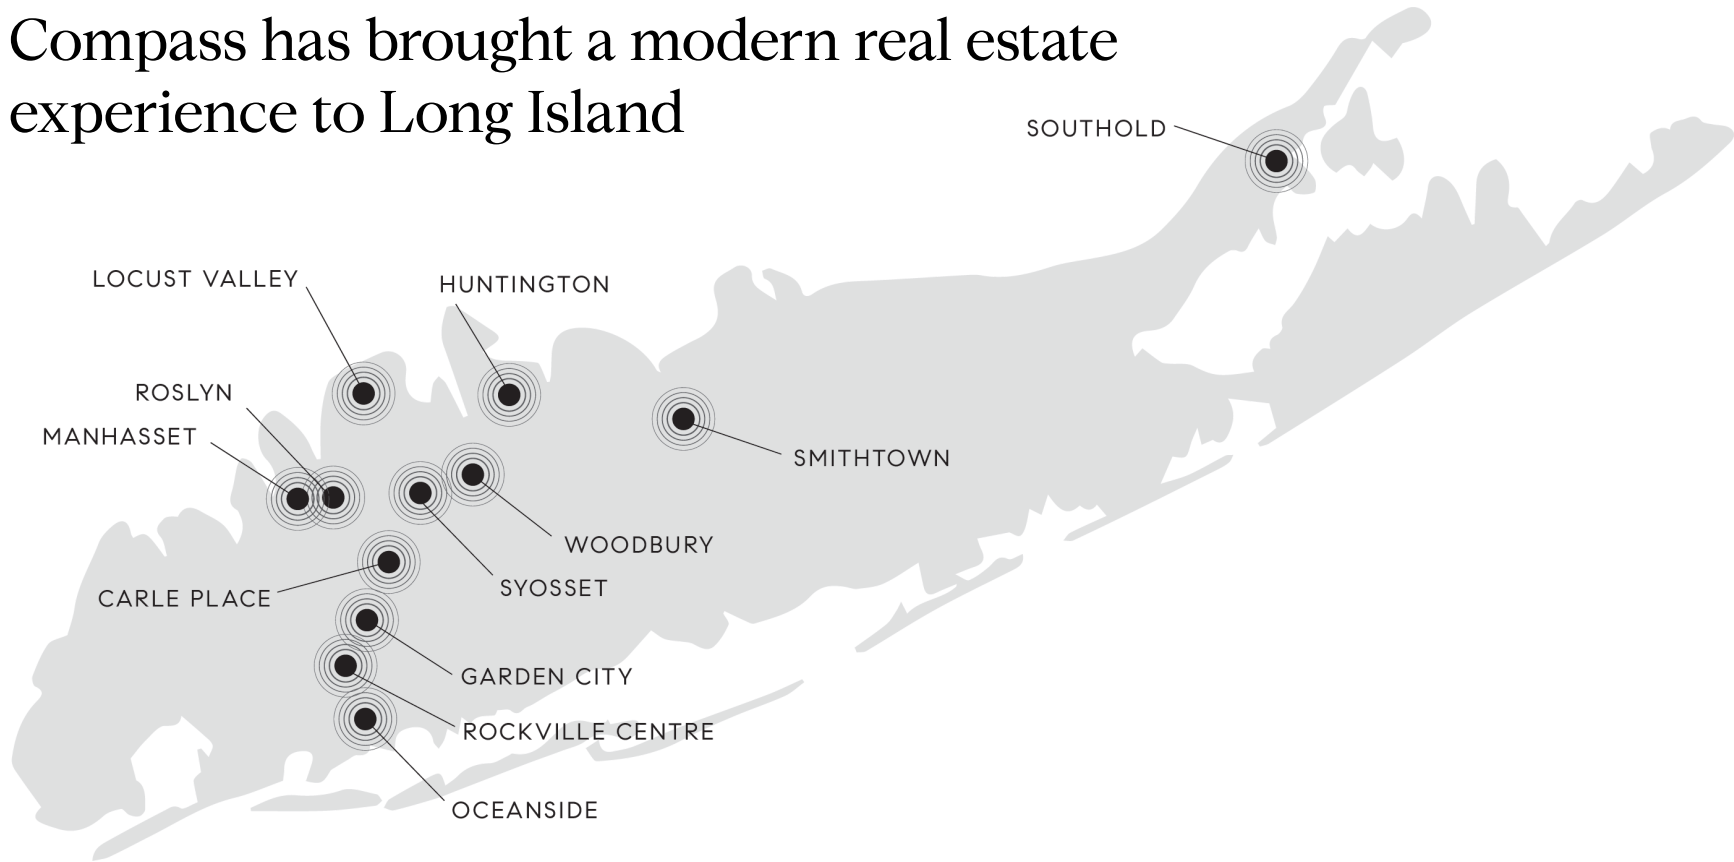 Compass has brought a modern real estate
experience to Long Island
SOUTHOLD
LOCUST VALLEY
HUNTINGTON
ROSLYN
MANHASSET
SMITHTOWN
WOODBURY
SYOSSET
CARLE PLACE
GARDEN CITY
ROCKVILLE CENTRE
OCEANSIDE